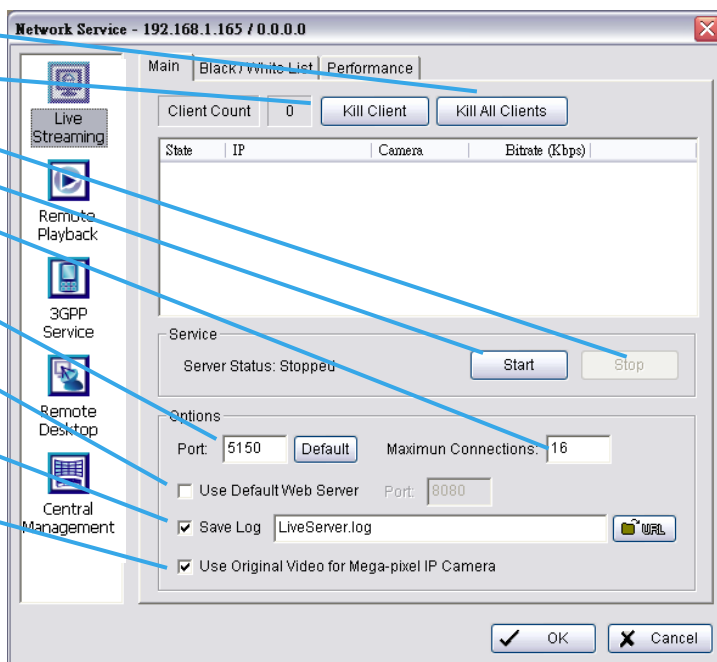 Network Service - 192.168.1.165 / 0.0.0.0
Main Black / White List Performance
Live Streaming
Client Count 0 Kill Client Kill All Clients
State IP Camera Bitrate (Kbps)
Remote Playback
3GPP Service
Remote Desktop
Central Management
Service
Server Status: Stopped Start Stop
Options
Port: 5150 Default Maximun Connections: 16
Use Default Web Server Port: 8080
Save Log LiveServer.log URL
Use Original Video for Mega-pixel IP Camera
OK Cancel